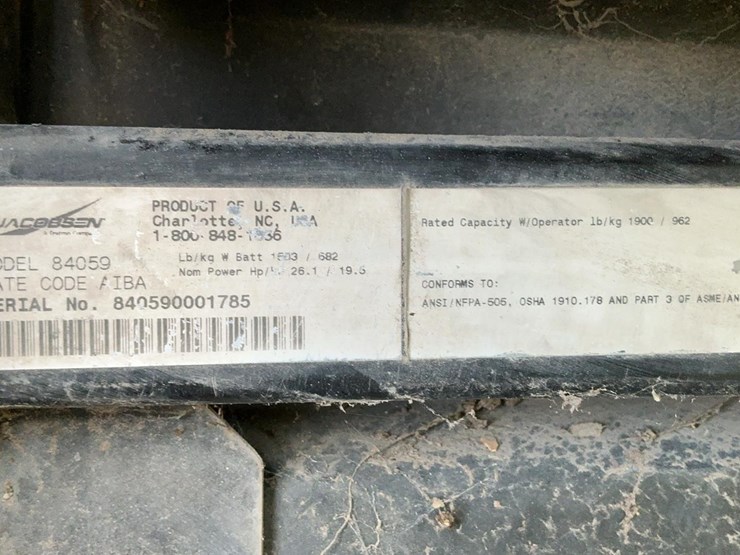 JACOBSEN
PRODUCT OF U.S.A.
Charlotte, NC, USA
1-800-848-1636
ODEL 84059
Lb/kg W Batt 1503 / 682
Nom Power Hp/ 26.1 / 19.5
ATE CODE AIBA
ERIAL No. 840590001785
Rated Capacity W/Operator lb/kg 1900 / 962
CONFORMS TO:
ANSI/NFPA-505, OSHA 1910.178 AND PART 3 OF ASME/AN